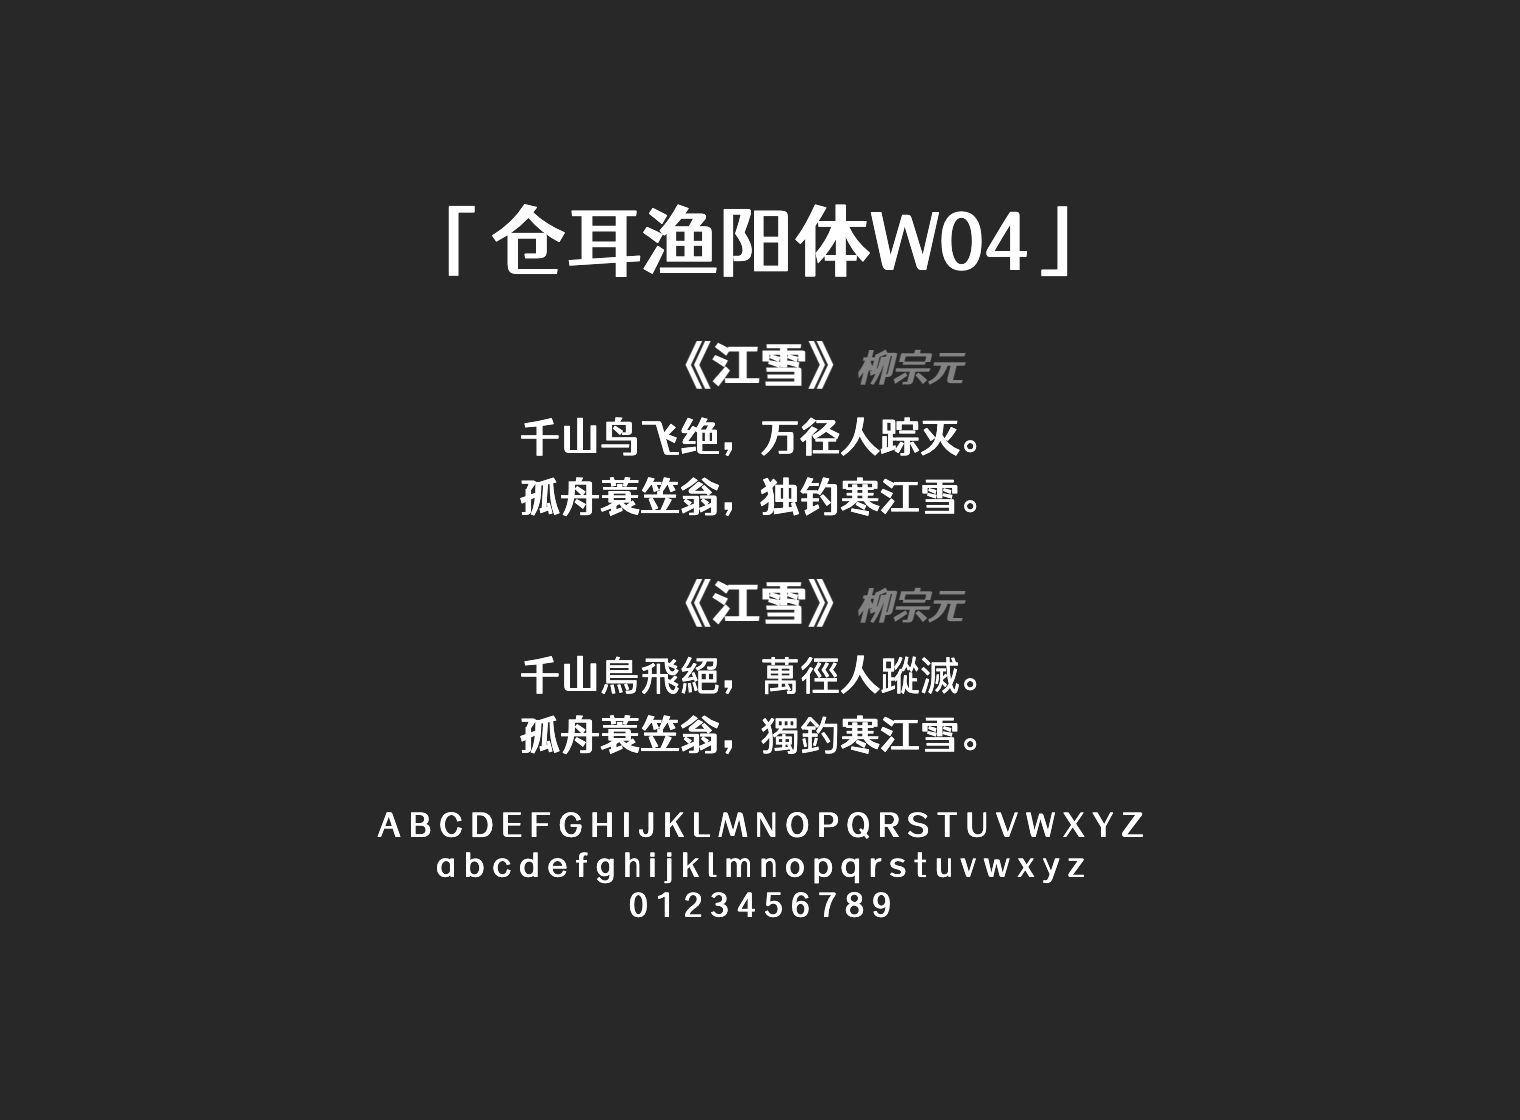 「仓耳渔阳体W04」
《江雪》柳宗元
千山鸟飞绝，万径人踪灭。
孤舟蓑笠翁，独钓寒江雪。
《江雪》柳宗元
千山鳥飛絕，萬徑人蹤滅。
孤舟蓑笠翁，獨釣寒江雪。
ABCDEFGHIJKLMNOPQRSTUVWXYZ
abcdefghijklmnopqrstuvwxyz
0123456789